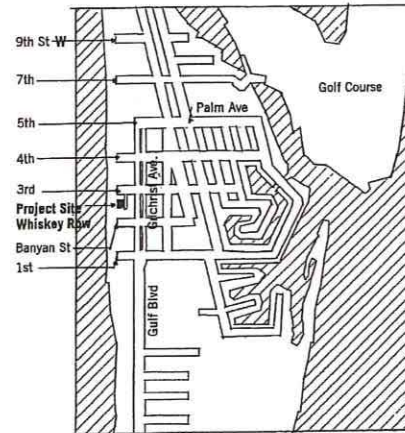 9th St W
7th
Golf Course
Palm Ave
5th
4th
Gilchrist Ave.
3rd
Project Site
Whiskey Row
Banyan St
1st
Gulf Blvd